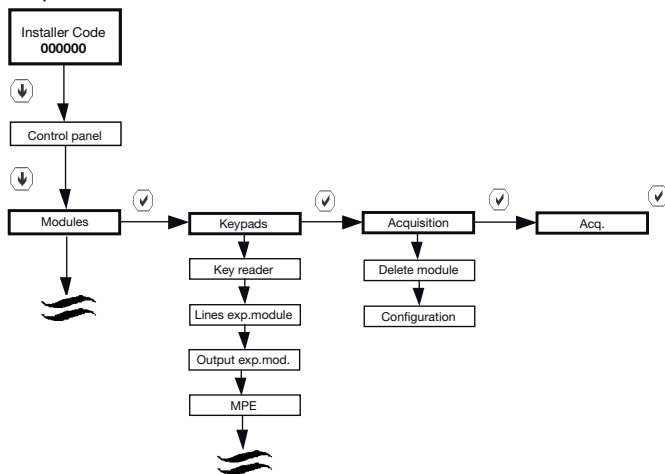 Installer Code
000000
Control panel
Modules
Keypads
Acquisition
Acq.
Key reader
Delete module
Lines exp.module
Configuration
Output exp.mod.
MPE